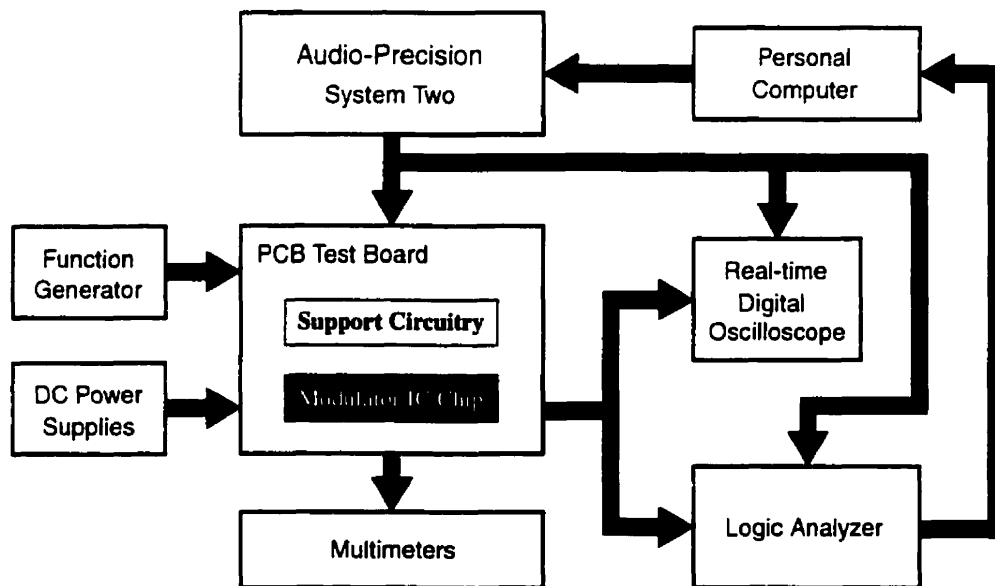 Audio-Precision
System Two
Personal
Computer
Function
Generator
PCB Test Board
Support Circuitry
Modulator IC Chip
Real-time
Digital
Oscilloscope
DC Power
Supplies
Multimeters
Logic Analyzer